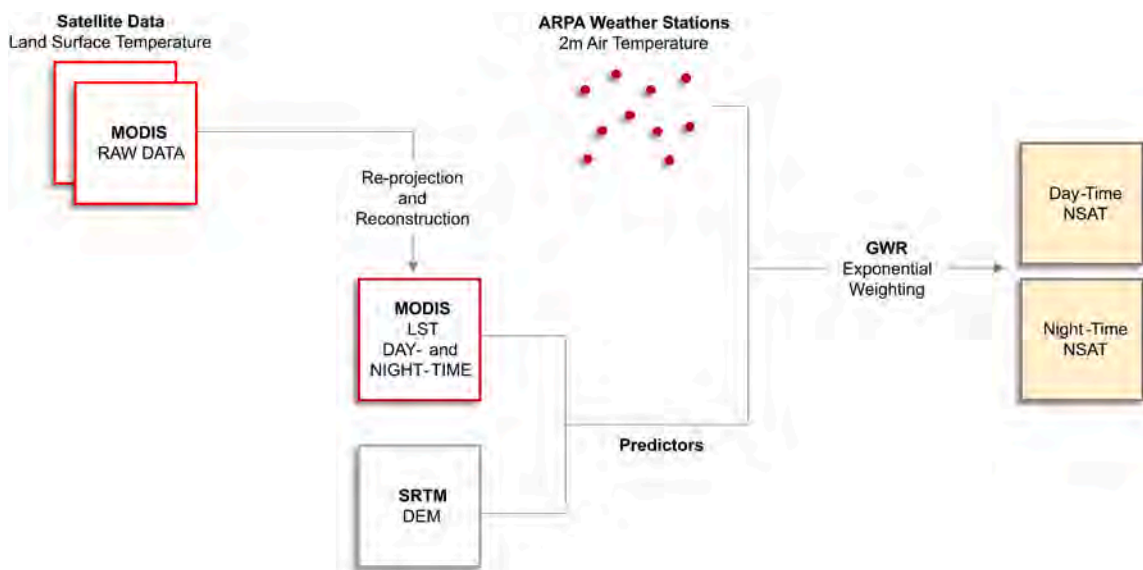 Satellite Data
Land Surface Temperature
MODIS
RAW DATA
Re-projection
and
Reconstruction
MODIS
LST
DAY- and
NIGHT-TIME
SRTM
DEM
Predictors
ARPA Weather Stations
2m Air Temperature
GWR
Exponential
Weighting
Day-Time
NSAT
Night-Time
NSAT